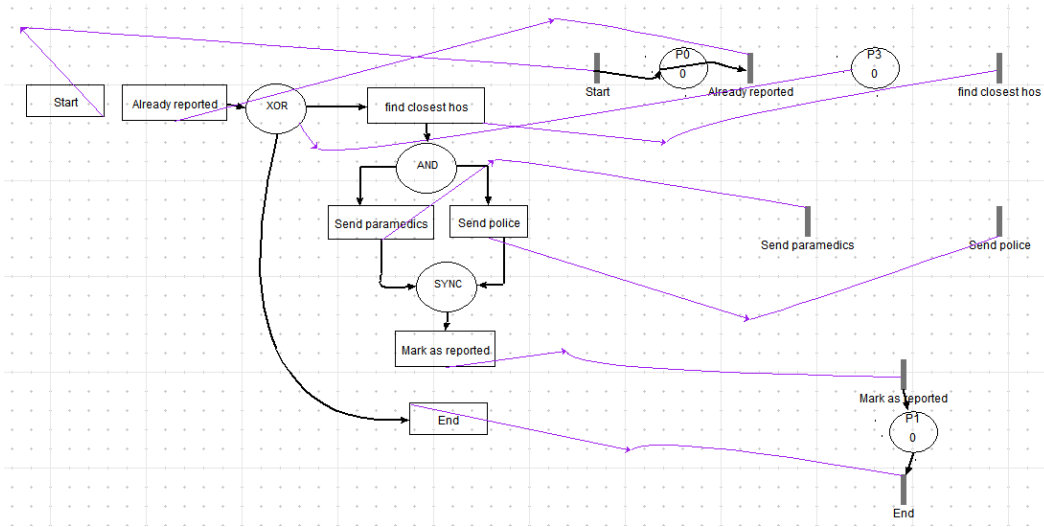 Start
Already reported
XOR
find closest hos
AND
Send paramedics
Send police
SYNC
Mark as reported
End
Start
P0
0
Already reported
P3
0
find closest hos
Send paramedics
Send police
Mark as reported
P1
0
End